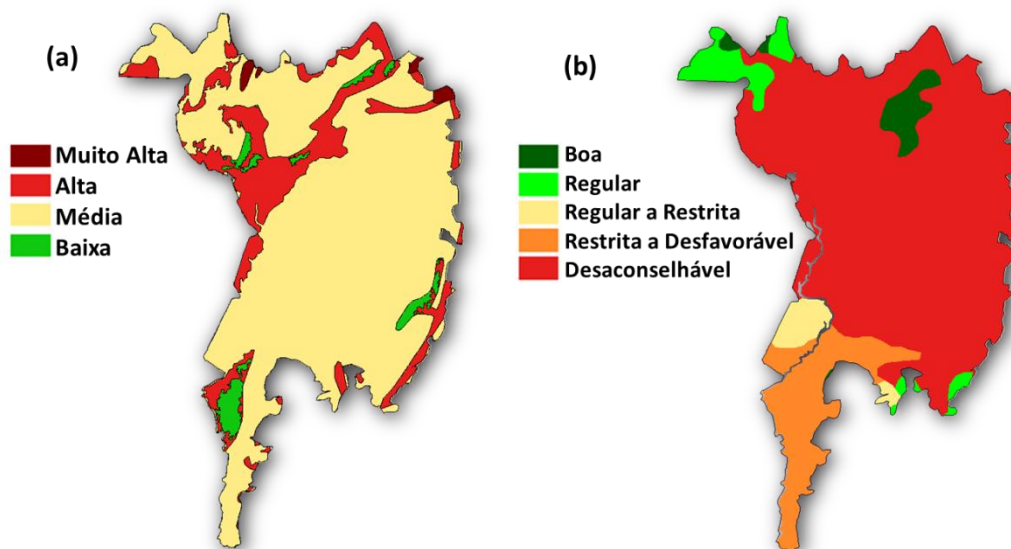 (a)
Muito Alta
Alta
Média
Baixa
(b)
Boa
Regular
Regular a Restrita
Restrita a Desfavorável
Desaconselhável